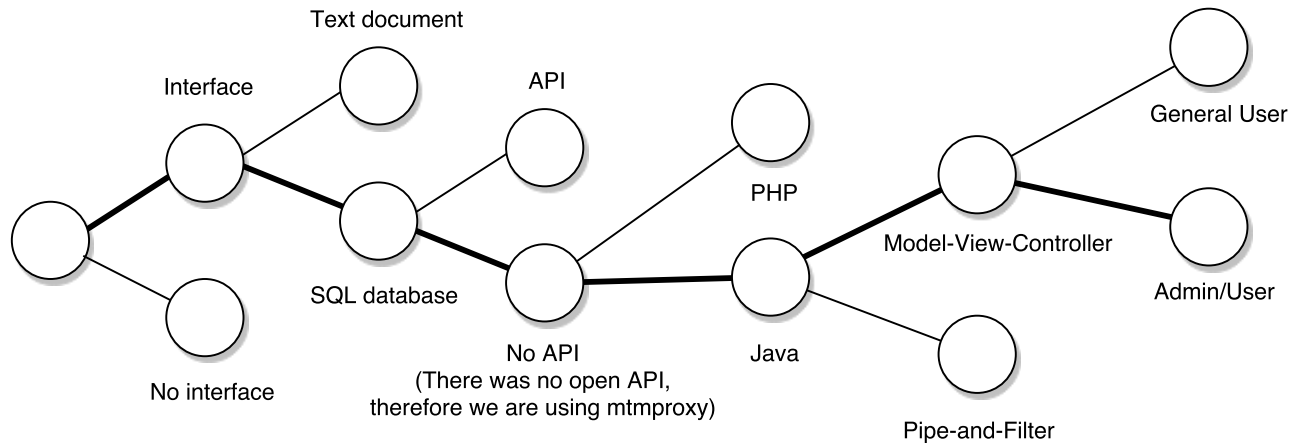 Text document
Interface
API
General User
PHP
Model-View-Controller
SQL database
Admin/User
No API
(There was no open API,
therefore we are using mtmproxy)
Java
No interface
Pipe-and-Filter